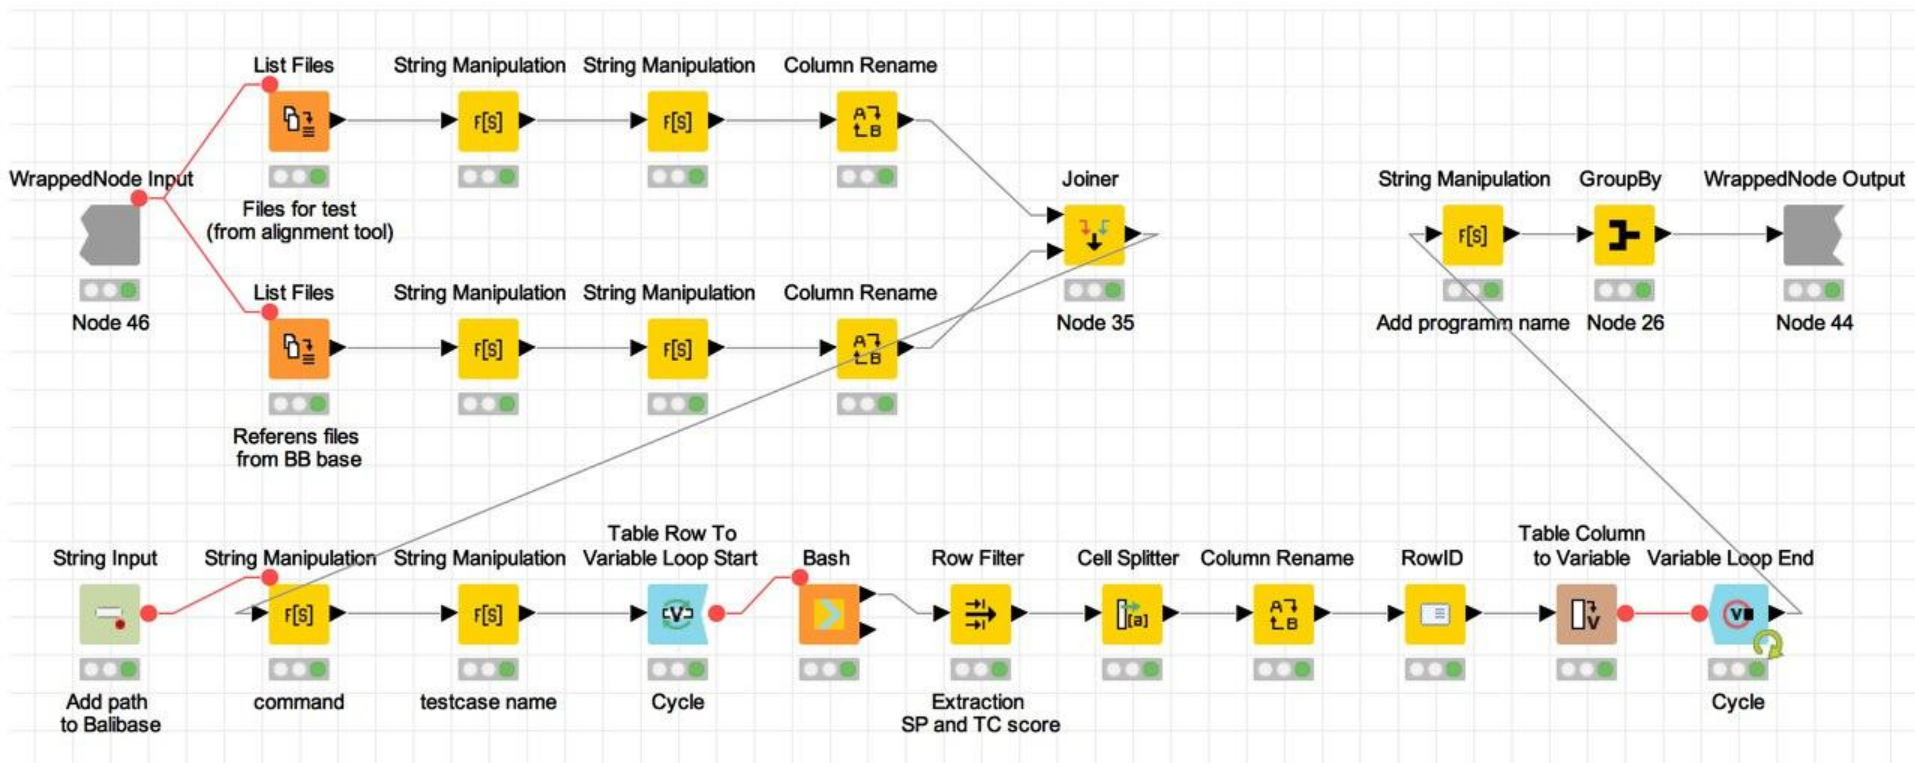 List Files
String Manipulation
String Manipulation
Column Rename
F[S]
F[S]
A
B
WrappedNode Input
Files for test
(from alignment tool)
Node 46
Joiner
Node 35
String Manipulation
GroupBy
WrappedNode Output
F[S]
Add programm name
Node 26
Node 44
List Files
String Manipulation
String Manipulation
Column Rename
F[S]
F[S]
A
B
Referens files
from BB base
String Input
String Manipulation
String Manipulation
Table Row To
Variable Loop Start
Bash
Row Filter
Cell Splitter
Column Rename
RowID
Table Column
to Variable
Variable Loop End
F[S]
F[S]
V
[a]
A
B
V
V
Add path
to Balibase
command
testcase name
Cycle
Extraction
SP and TC score
Cycle